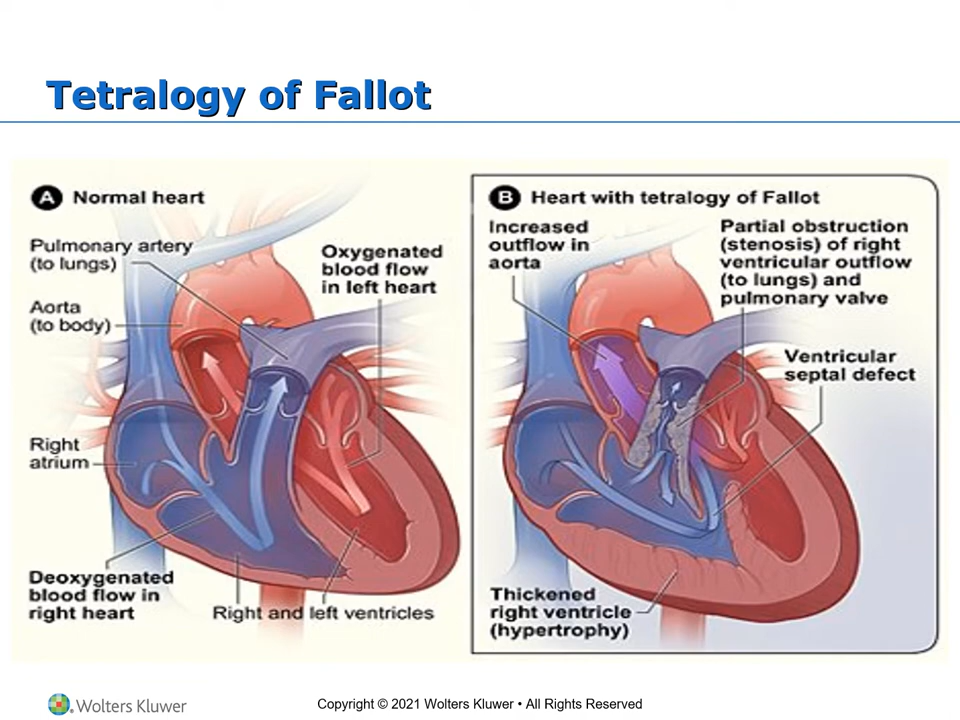 Tetralogy of Fallot
A Normal heart
Pulmonary artery
(to lungs)
Aorta
(to body)
Oxygenated
blood flow
in left heart
Right
atrium
Deoxygenated
blood flow in
right heart
Right and left ventricles
B Heart with tetralogy of Fallot
Increased
outflow in
aorta
Partial obstruction
(stenosis) of right
ventricular outflow
(to lungs) and
pulmonary valve
Ventricular
septal defect
Thickened
right ventricle
(hypertrophy)
Wolters Kluwer
Copyright © 2021 Wolters Kluwer • All Rights Reserved